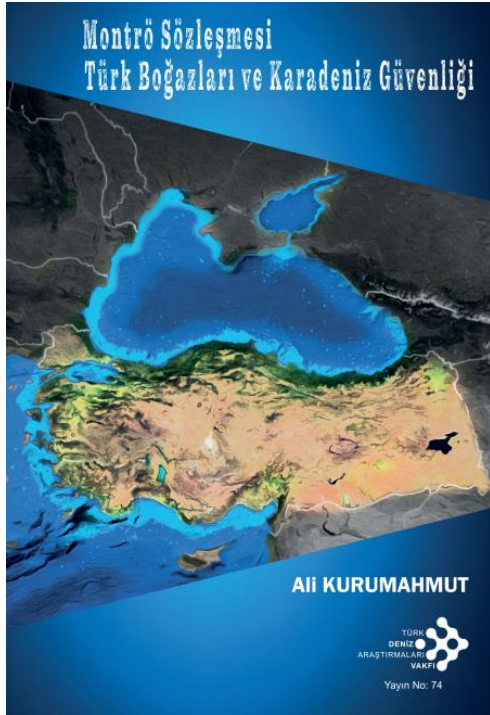 Montrö Sözleşmesi
Türk Boğazları ve Karadeniz Güvenliği
Ali KURUMAHMUT
TÜRK
DENİZ
ARAŞTIRMALARI
VAKFI
Yayın No: 74